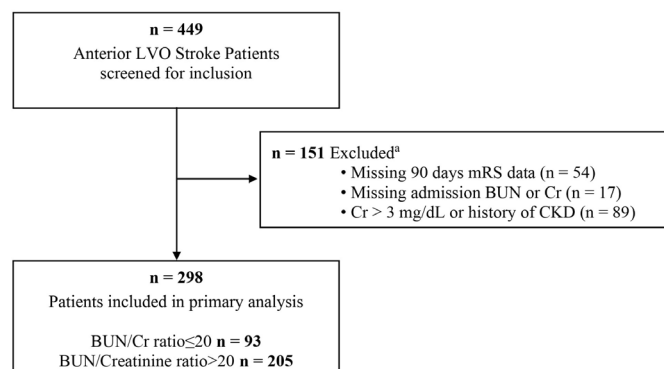 n = 449
Anterior LVO Stroke Patients
screened for inclusion
n = 151 Excludedᵃ
• Missing 90 days mRS data (n = 54)
• Missing admission BUN or Cr (n = 17)
• Cr > 3 mg/dL or history of CKD (n = 89)
n = 298
Patients included in primary analysis
BUN/Cr ratio≤20 n = 93
BUN/Creatinine ratio>20 n = 205